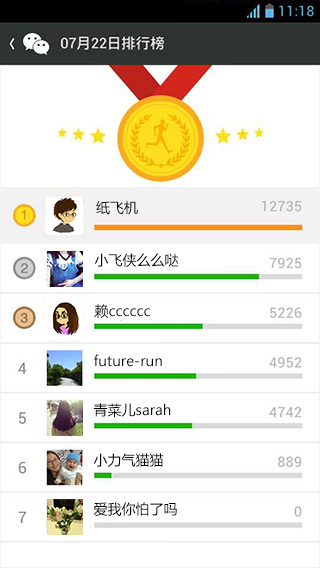 11:18
07月22日排行榜
1 纸飞机 12735
2 小飞侠么么哒 7925
3 赖cccccc 5226
4 future-run 4952
5 青菜儿sarah 4742
6 小力气猫猫 889
7 爱我你怕了吗 0